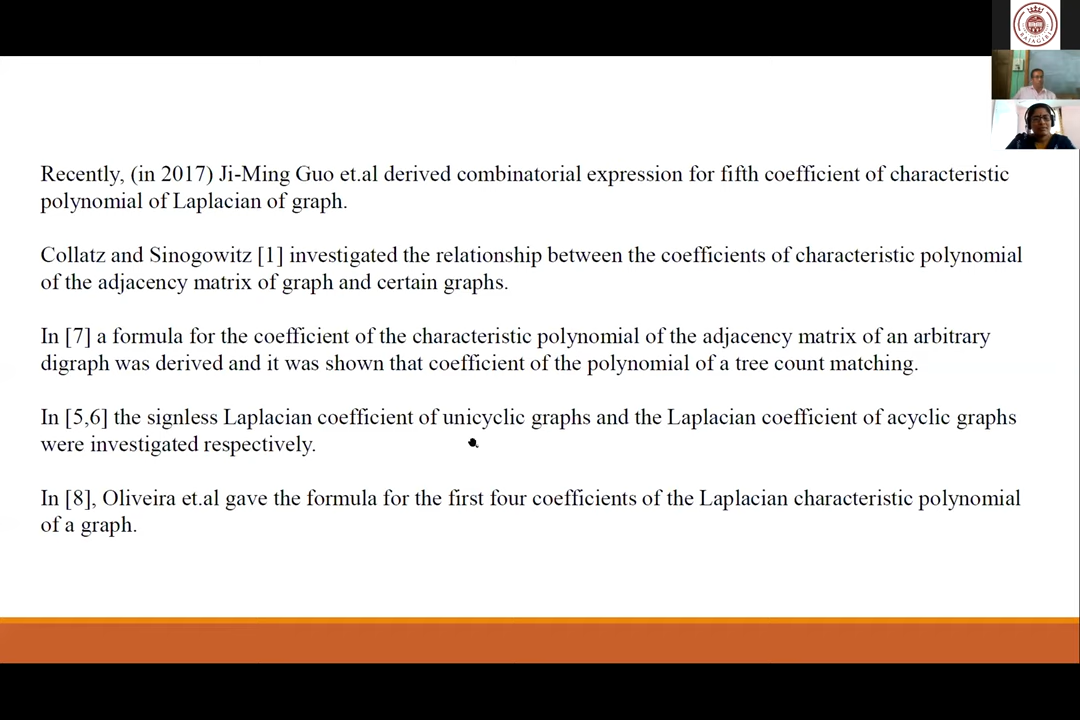 RAJAGIRI
Recently, (in 2017) Ji-Ming Guo et.al derived combinatorial expression for fifth coefficient of characteristic
polynomial of Laplacian of graph.
Collatz and Sinogowitz [1] investigated the relationship between the coefficients of characteristic polynomial
of the adjacency matrix of graph and certain graphs.
In [7] a formula for the coefficient of the characteristic polynomial of the adjacency matrix of an arbitrary
digraph was derived and it was shown that coefficient of the polynomial of a tree count matching.
In [5,6] the signless Laplacian coefficient of unicyclic graphs and the Laplacian coefficient of acyclic graphs
were investigated respectively.
In [8], Oliveira et.al gave the formula for the first four coefficients of the Laplacian characteristic polynomial
of a graph.